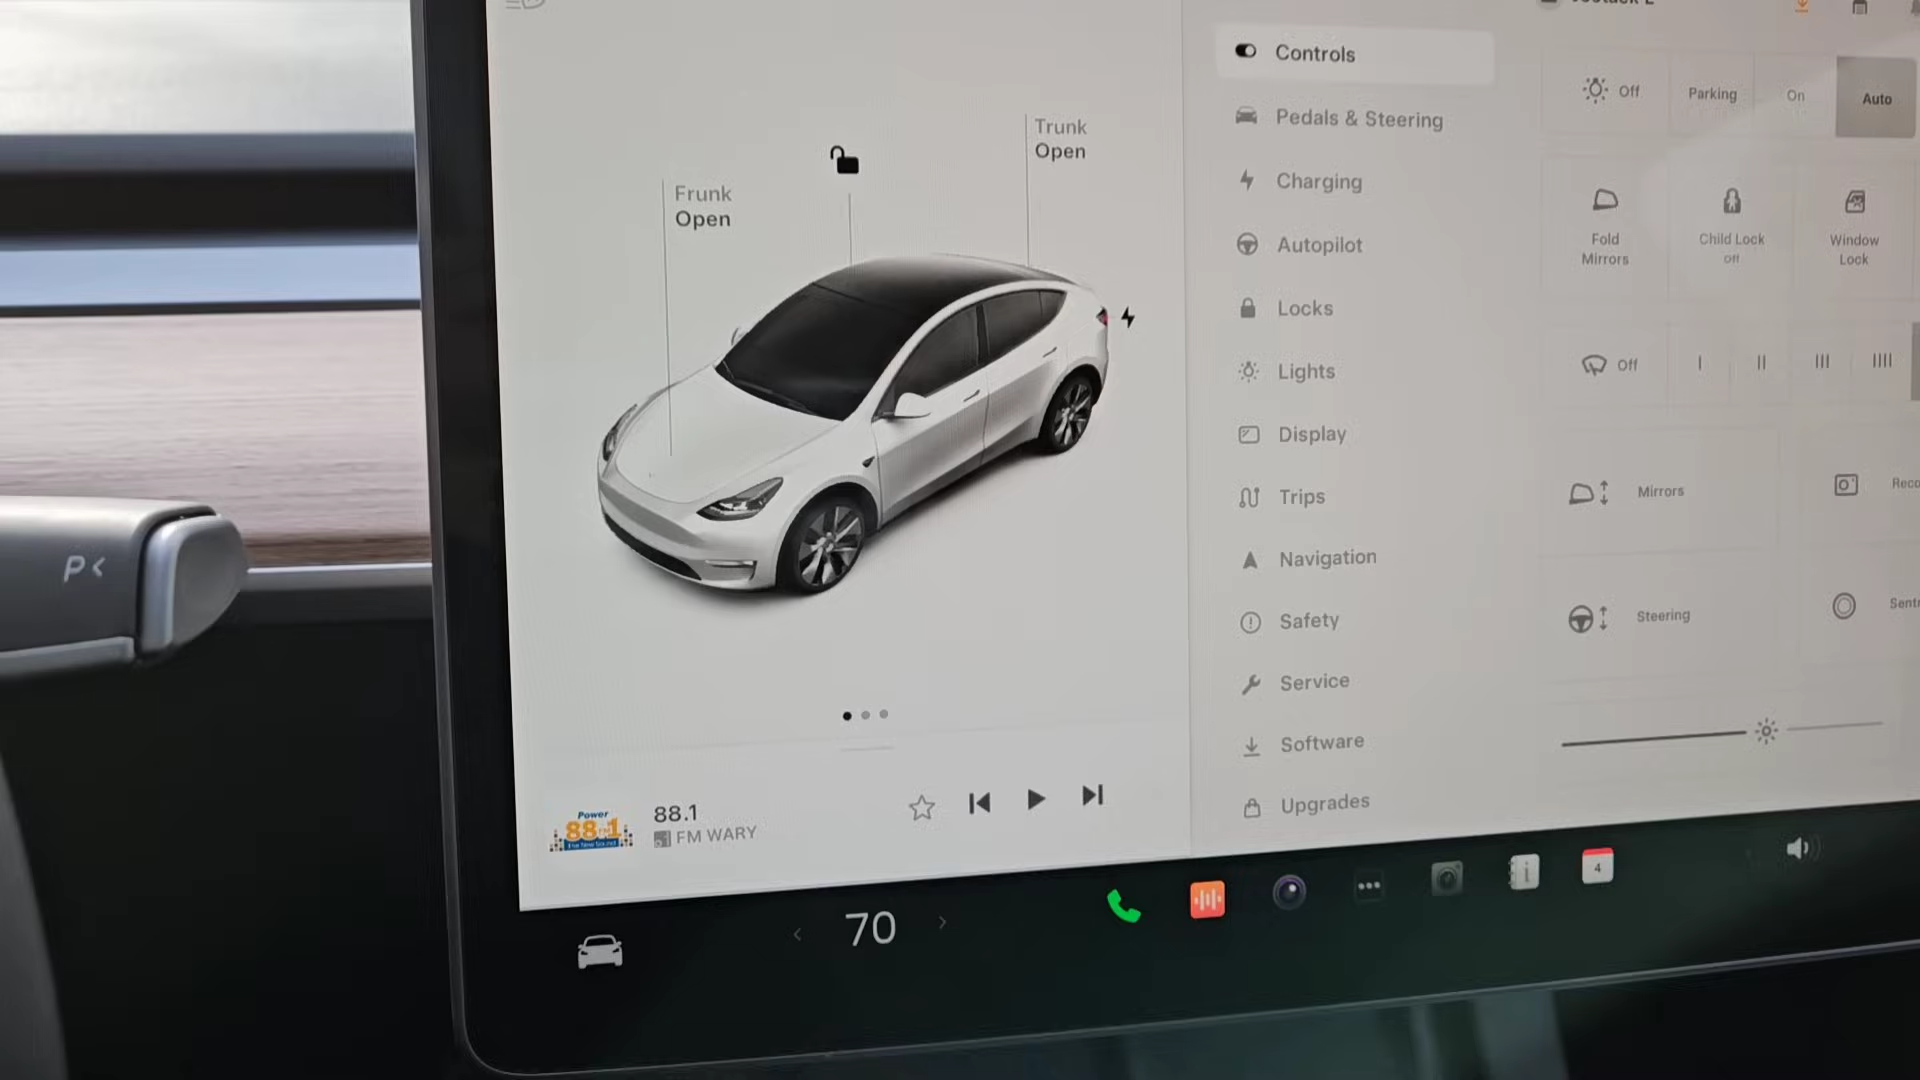 Controls
Off
Parking
On
Auto
Pedals & Steering
Trunk
Open
Charging
Frunk
Open
Fold
Mirrors
Child Lock
Off
Window
Lock
Autopilot
Locks
Off
Lights
Display
Mirrors
Trips
Navigation
P<
Safety
Steering
Service
Software
Upgrades
Power
88.1
88.1
FM WARY
70
4